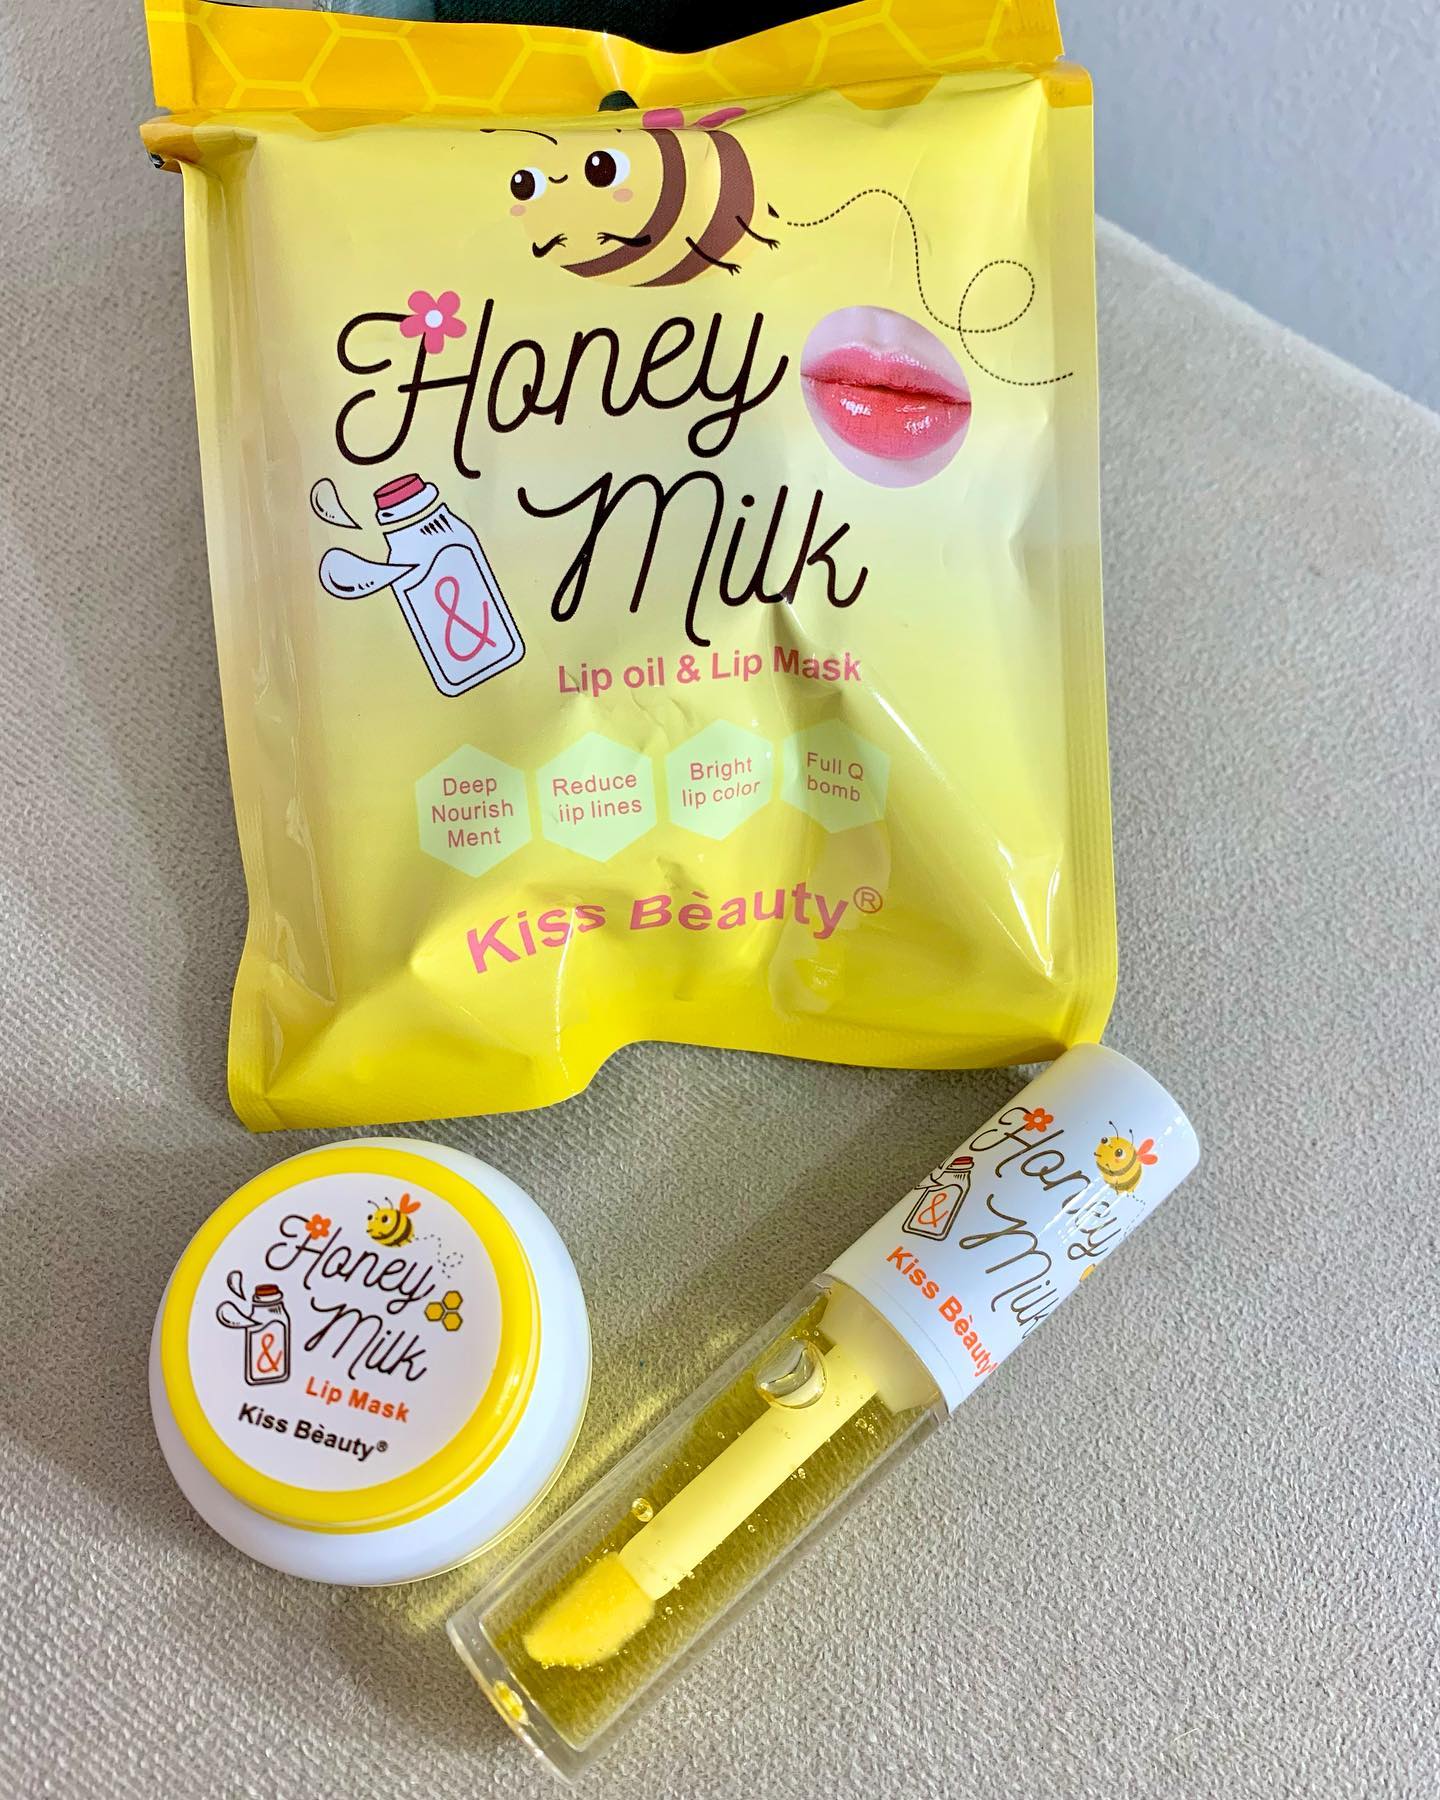 Honey
Milk
&
Lip oil & Lip Mask
Deep
Nourish
Ment
Reduce
iip lines
Bright
lip color
Full Q
bomb
Kiss Bèauty®
Honey
Milk
&
Lip Mask
Kiss Bèauty®
Honey
&
Milk
Kiss Bèauty®